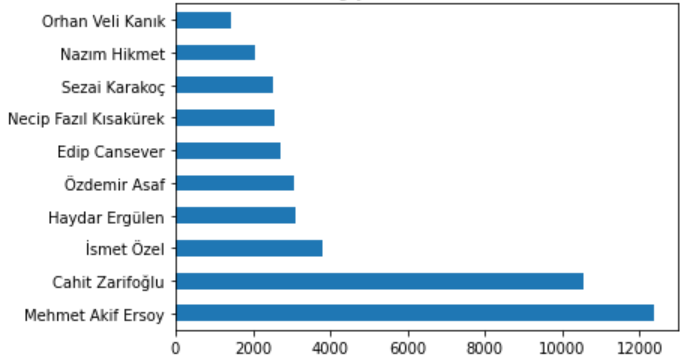 Orhan Veli Kanık
Nazım Hikmet
Sezai Karakoç
Necip Fazıl Kısakürek
Edip Cansever
Özdemir Asaf
Haydar Ergülen
İsmet Özel
Cahit Zarifoğlu
Mehmet Akif Ersoy
0 2000 4000 6000 8000 10000 12000